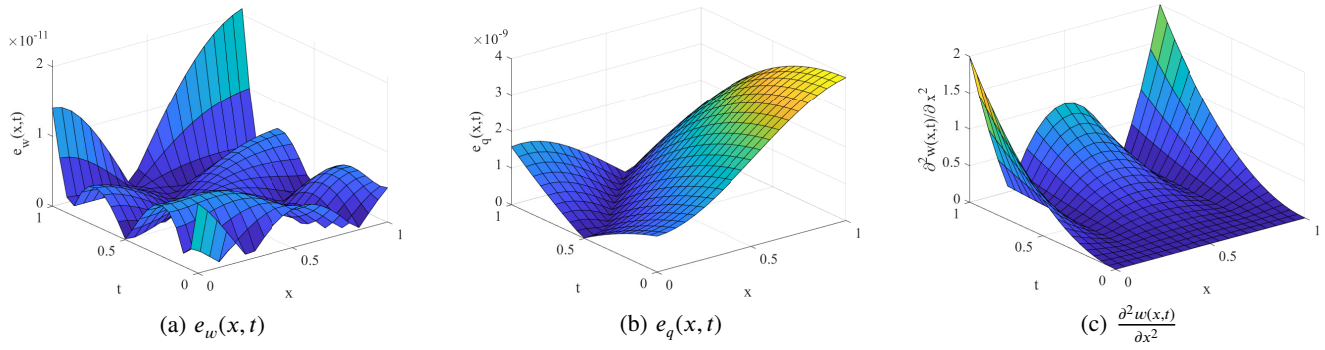 ×10⁻¹¹
2
1
0
e_w(x,t)
1
0.5
0
t
0
0.5
1
x
(a) e_w(x, t)
×10⁻⁹
4
3
2
1
0
e_q(x,t)
1
0.5
0
t
0
0.5
1
x
(b) e_q(x, t)
2
1.5
1
0.5
0
∂²w(x,t)/∂x²
1
0.5
0
t
0
0.5
1
x
(c) ∂²w(x,t)/∂x²